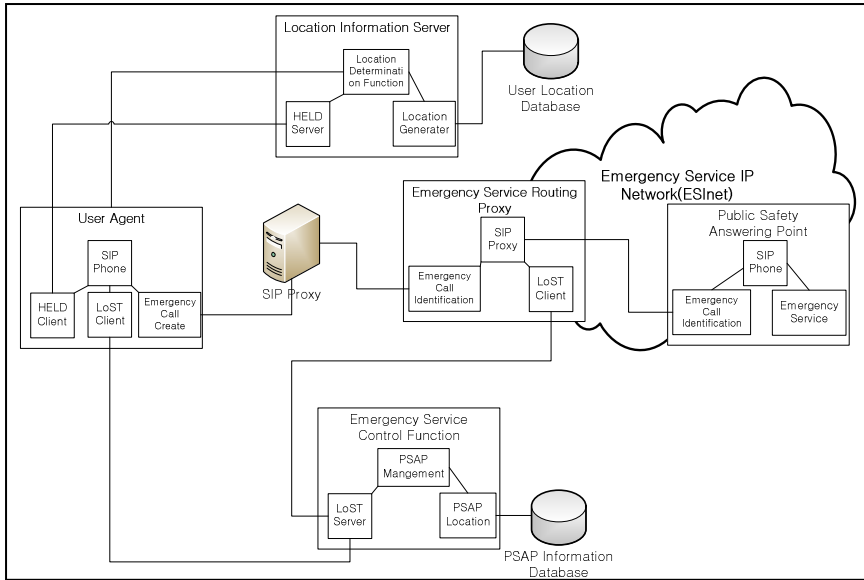 Location Information Server
Location
Determinati
on Function
HELD
Server
Location
Generater
User Location
Database
Emergency Service IP
Network(ESInet)
User Agent
SIP
Phone
HELD
Client
LoST
Client
Emergency
Call
Create
SIP Proxy
Emergency Service Routing
Proxy
SIP
Proxy
Emergency
Call
Identification
LoST
Client
Public Safety
Answering Point
SIP
Phone
Emergency
Call
Identification
Emergency
Service
Emergency Service
Control Function
PSAP
Mangement
LoST
Server
PSAP
Location
PSAP Information
Database